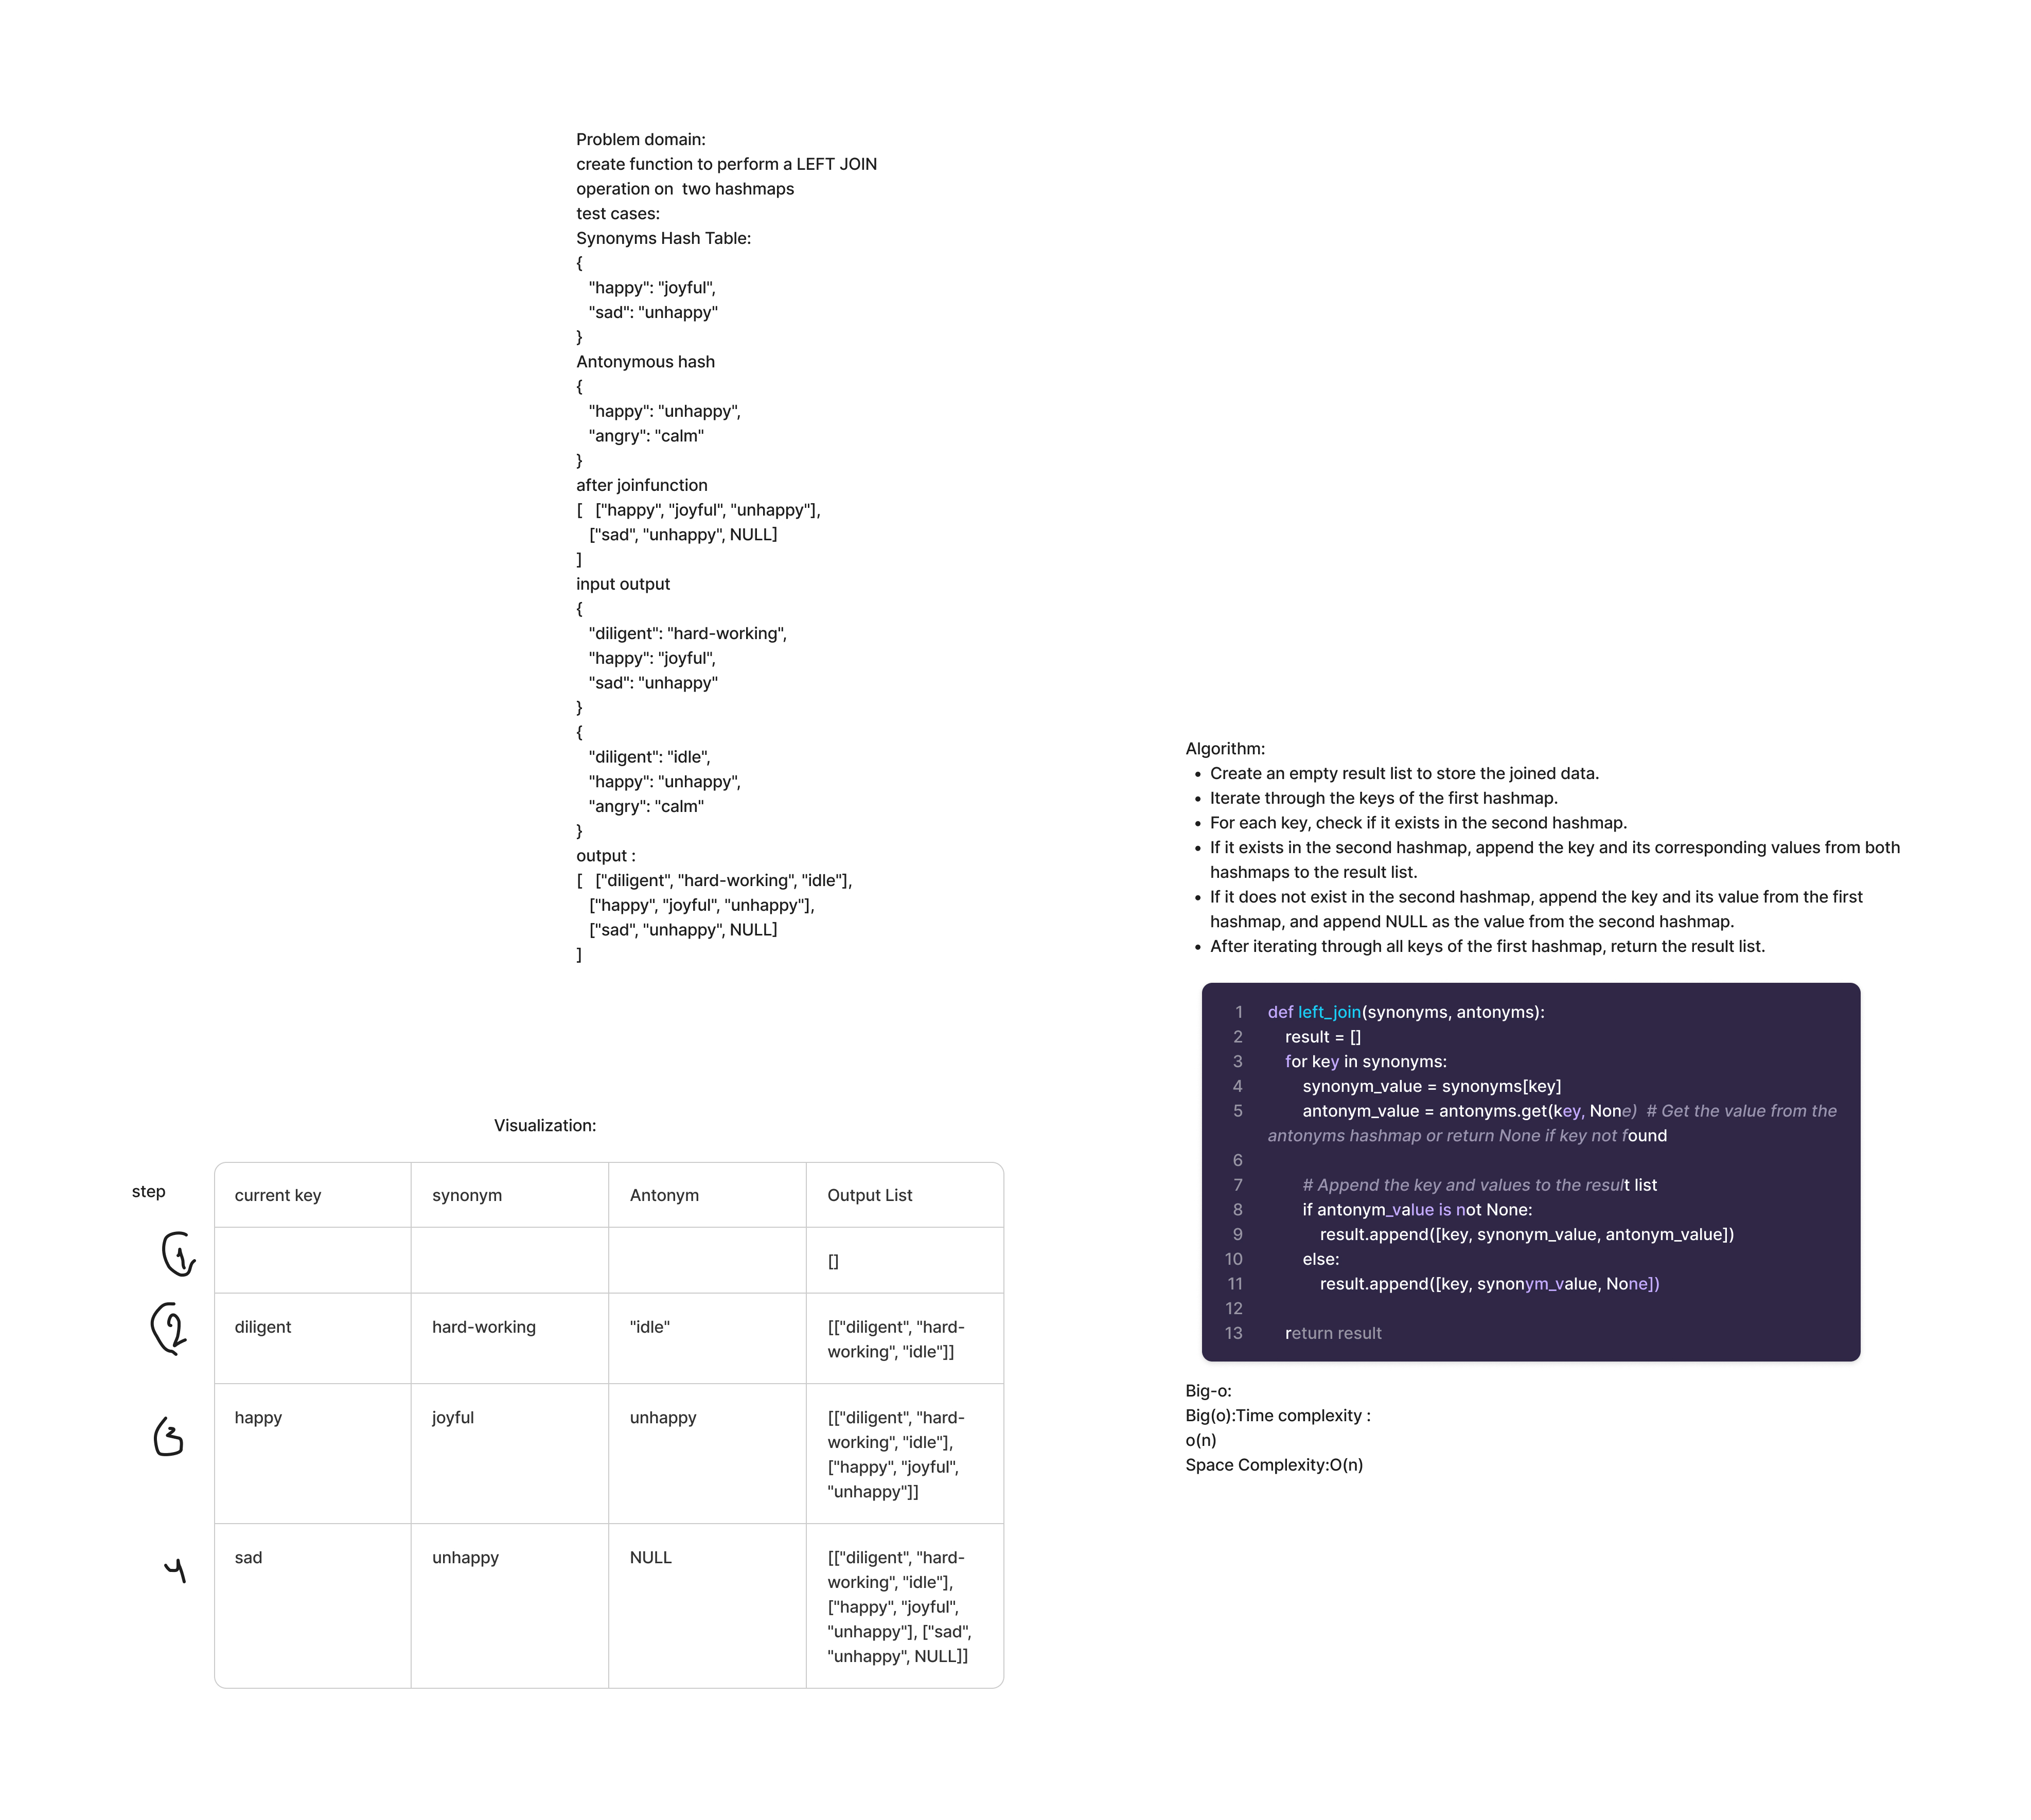 Problem domain:
create function to perform a LEFT JOIN
operation on  two hashmaps
test cases:
Synonyms Hash Table:
{
"happy": "joyful",
"sad": "unhappy"
}
Antonymous hash
{
"happy": "unhappy",
"angry": "calm"
}
after joinfunction
[   ["happy", "joyful", "unhappy"],
["sad", "unhappy", NULL]
]
input output
{
"diligent": "hard-working",
"happy": "joyful",
"sad": "unhappy"
}
{
"diligent": "idle",
"happy": "unhappy",
"angry": "calm"
}
output :
[   ["diligent", "hard-working", "idle"],
["happy", "joyful", "unhappy"],
["sad", "unhappy", NULL]
]
Visualization:
step
current key synonym Antonym Output List
1 []
2 diligent hard-working "idle" [["diligent", "hard-
working", "idle"]]
3 happy joyful unhappy [["diligent", "hard-
working", "idle"],
["happy", "joyful",
"unhappy"]]
4 sad unhappy NULL [["diligent", "hard-
working", "idle"],
["happy", "joyful",
"unhappy"], ["sad",
"unhappy", NULL]]
Algorithm:
• Create an empty result list to store the joined data.
• Iterate through the keys of the first hashmap.
• For each key, check if it exists in the second hashmap.
• If it exists in the second hashmap, append the key and its corresponding values from both
hashmaps to the result list.
• If it does not exist in the second hashmap, append the key and its value from the first
hashmap, and append NULL as the value from the second hashmap.
• After iterating through all keys of the first hashmap, return the result list.
1 def left_join(synonyms, antonyms):
2 result = []
3 for key in synonyms:
4 synonym_value = synonyms[key]
5 antonym_value = antonyms.get(key, None)  # Get the value from the
antonyms hashmap or return None if key not found
6
7 # Append the key and values to the result list
8 if antonym_value is not None:
9 result.append([key, synonym_value, antonym_value])
10 else:
11 result.append([key, synonym_value, None])
12
13 return result
Big-o:
Big(o):Time complexity :
o(n)
Space Complexity:O(n)